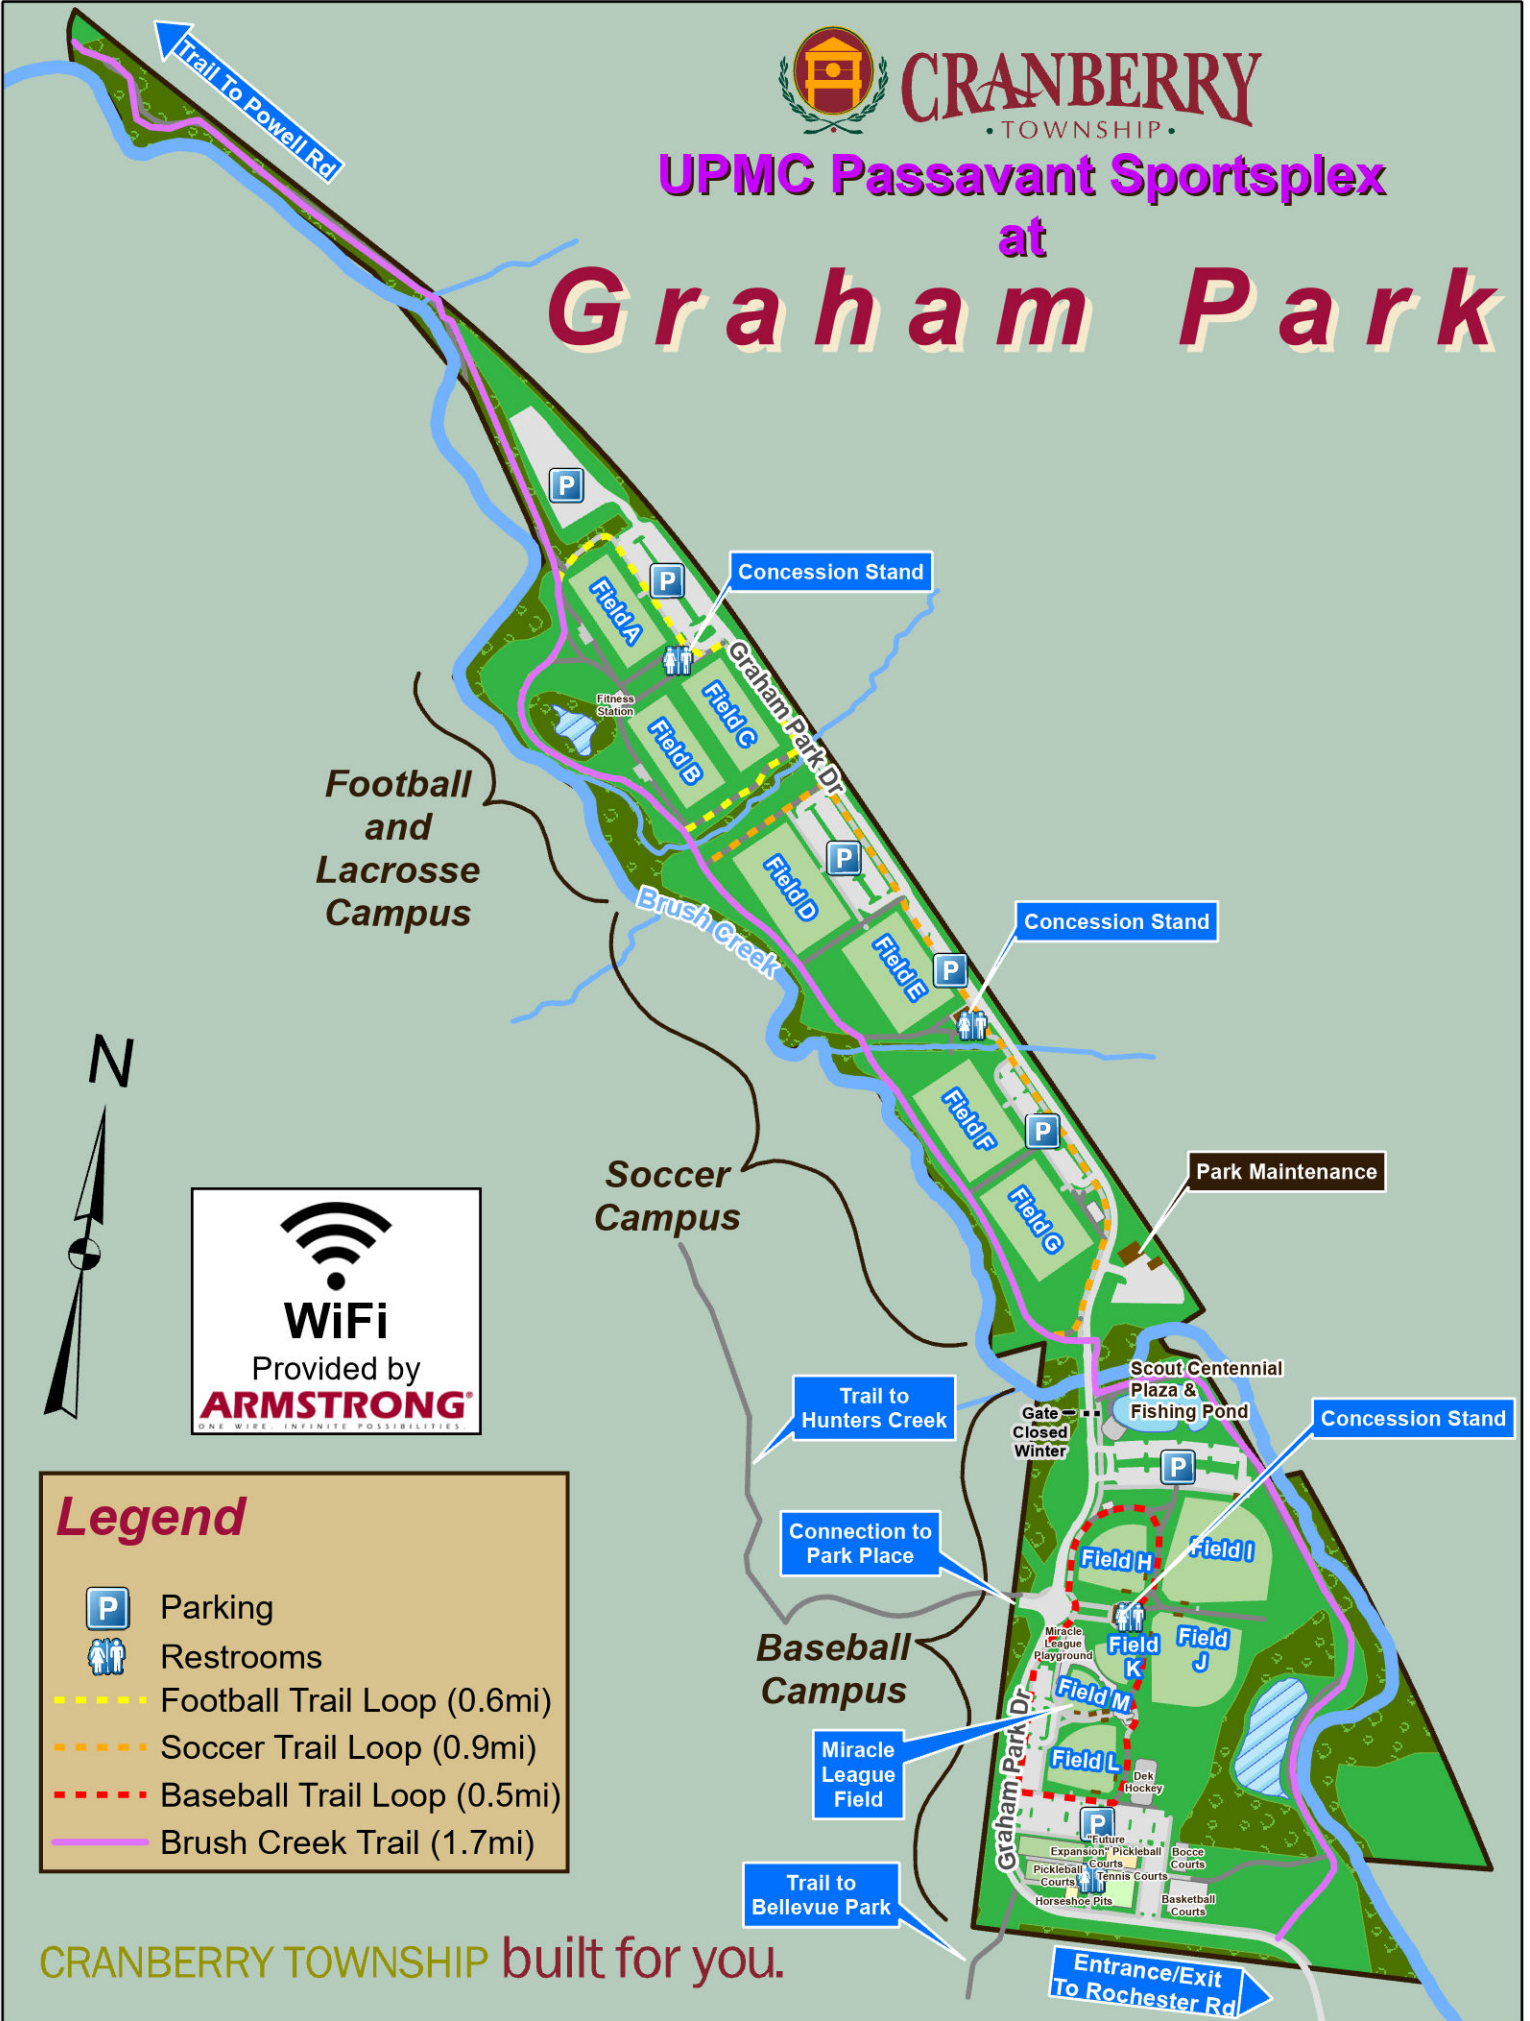 Trail To Powell Rd
CRANBERRY
• TOWNSHIP •
UPMC Passavant Sportsplex
at
Graham Park
P
P
Concession Stand
Field A
Graham Park Dr
Fitness
Station
Field C
Field B
Football
and
Lacrosse
Campus
P
Field D
Brush Creek
Concession Stand
Field E
P
N
Field F
P
Park Maintenance
Soccer
Campus
Field G
WiFi
Provided by
ARMSTRONG®
ONE WIRE. INFINITE POSSIBILITIES.
Scout Centennial
Plaza &
Fishing Pond
Trail to
Hunters Creek
Gate
Closed
Winter
Concession Stand
P
Connection to
Park Place
Field H
Field I
Miracle
League
Playground
Field
K
Field
J
Baseball
Campus
Field M
Graham Park Dr
Miracle
League
Field
Field L
Dek
Hockey
P
"Future
Expansion" Pickleball
Courts
Bocce
Courts
Pickleball
Courts
Tennis Courts
Horseshoe Pits
Basketball
Courts
Trail to
Bellevue Park
Entrance/Exit
To Rochester Rd
Legend
P Parking
Restrooms
Football Trail Loop (0.6mi)
Soccer Trail Loop (0.9mi)
Baseball Trail Loop (0.5mi)
Brush Creek Trail (1.7mi)
CRANBERRY TOWNSHIP built for you.